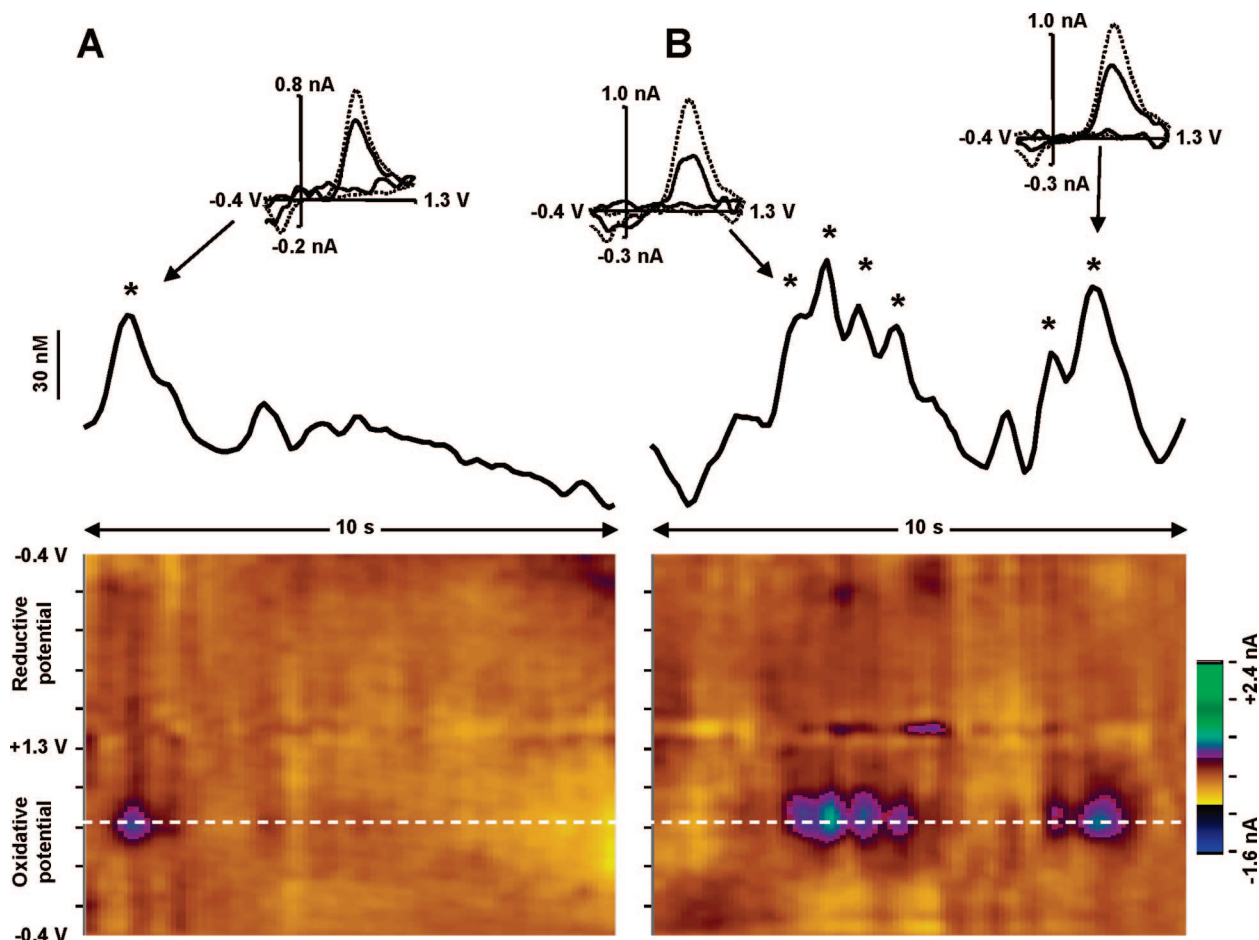 A
0.8 nA
-0.4 V
1.3 V
-0.2 nA
*
30 nM
10 s
-0.4 V
Reductive
potential
+1.3 V
Oxidative
potential
-0.4 V
B
1.0 nA
-0.4 V
1.3 V
-0.3 nA
1.0 nA
-0.4 V
1.3 V
-0.3 nA
* * * *
* *
10 s
+2.4 nA
-1.6 nA